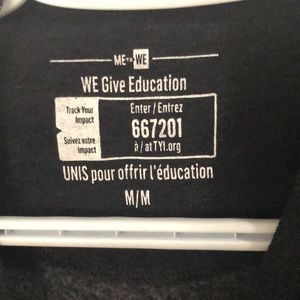 ME TO WE
WE Give Education
Track Your
Impact
Suivez votre
impact
Enter / Entrez
667201
à / at TYI.org
UNIS pour offrir l'éducation
M/M